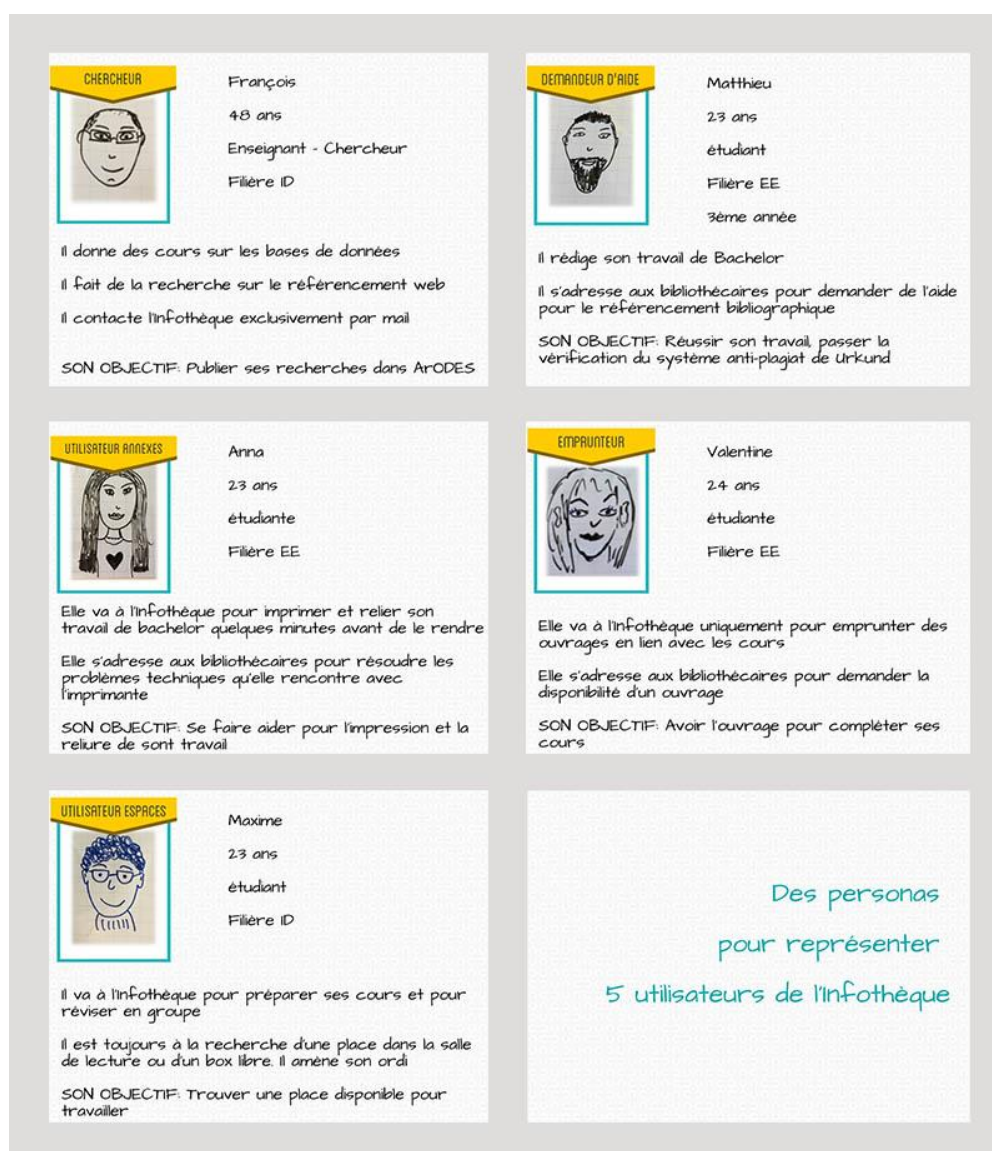 CHERCHEUR
François
48 ans
Enseignant - Chercheur
Filière ID
Il donne des cours sur les bases de données
Il fait de la recherche sur le référencement web
Il contacte l'Infothèque exclusivement par mail
SON OBJECTIF: Publier ses recherches dans ArODES
DEMANDEUR D'AIDE
Matthieu
23 ans
étudiant
Filière EE
3ème année
Il rédige son travail de Bachelor
Il s'adresse aux bibliothécaires pour demander de l'aide
pour le référencement bibliographique
SON OBJECTIF: Réussir son travail, passer la
vérification du système anti-plagiat de Urkund
UTILISATEUR ANNEXES
Anna
23 ans
étudiante
Filière EE
Elle va à l'Infothèque pour imprimer et relier son
travail de bachelor quelques minutes avant de le rendre
Elle s'adresse aux bibliothécaires pour résoudre les
problèmes techniques qu'elle rencontre avec
l'imprimante
SON OBJECTIF: Se faire aider pour l'impression et la
reliure de sont travail
EMPRUNTEUR
Valentine
24 ans
étudiante
Filière EE
Elle va à l'Infothèque uniquement pour emprunter des
ouvrages en lien avec les cours
Elle s'adresse aux bibliothécaires pour demander la
disponibilité d'un ouvrage
SON OBJECTIF: Avoir l'ouvrage pour compléter ses
cours
UTILISATEUR ESPACES
Maxime
23 ans
étudiant
Filière ID
Il va à l'Infothèque pour préparer ses cours et pour
réviser en groupe
Il est toujours à la recherche d'une place dans la salle
de lecture ou d'un box libre. Il amène son ordi
SON OBJECTIF: Trouver une place disponible pour
travailler
Des personas
pour représenter
5 utilisateurs de l'Infothèque